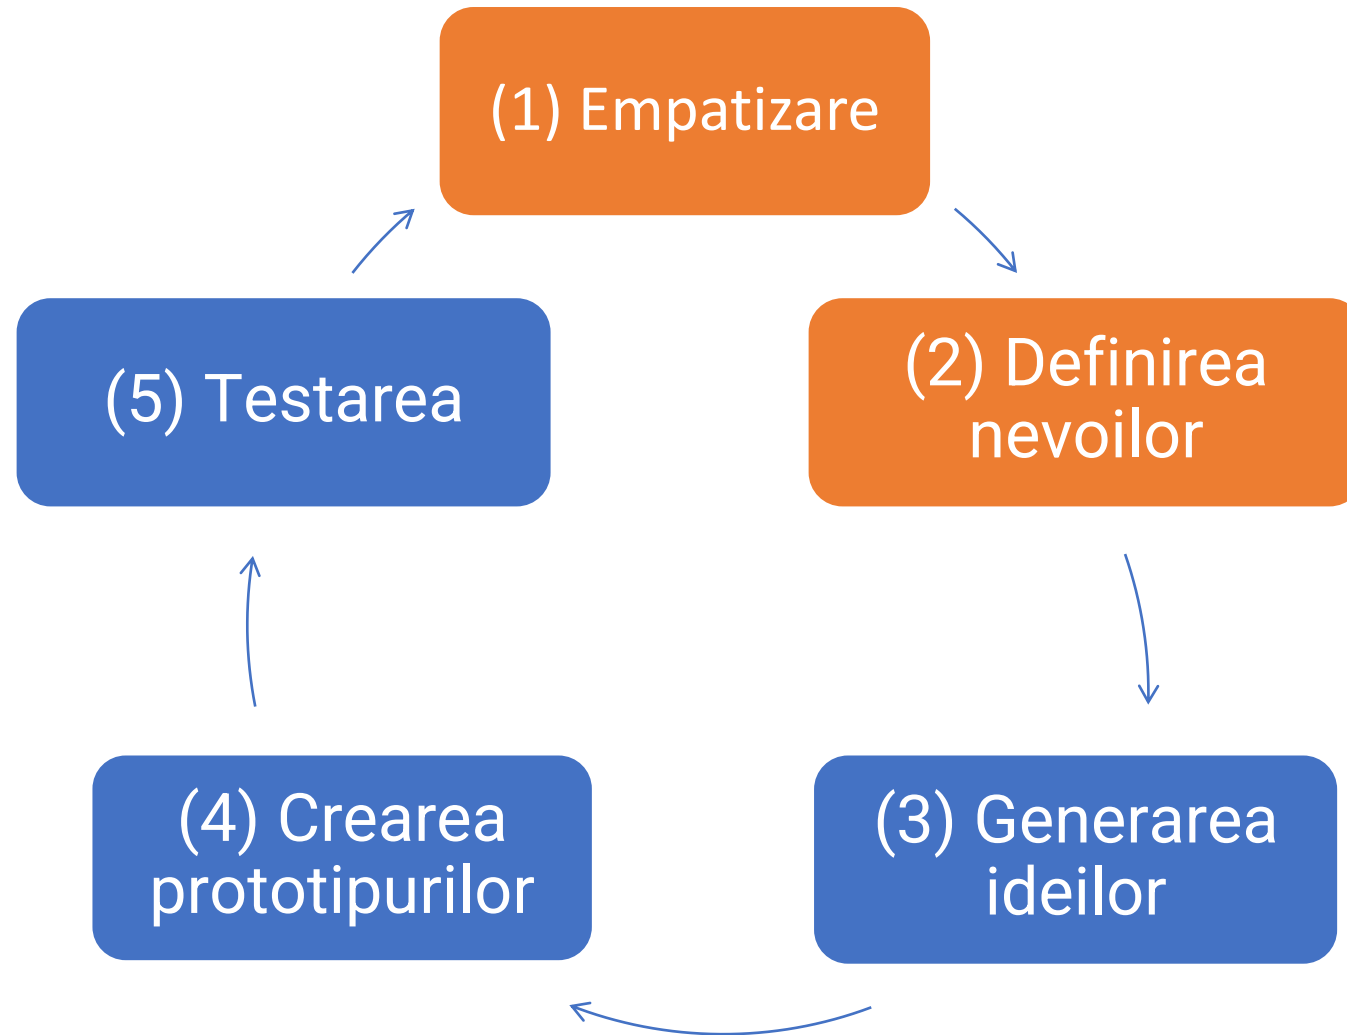 (1) Empatizare
(2) Definirea
nevoilor
(3) Generarea
ideilor
(4) Crearea
prototipurilor
(5) Testarea